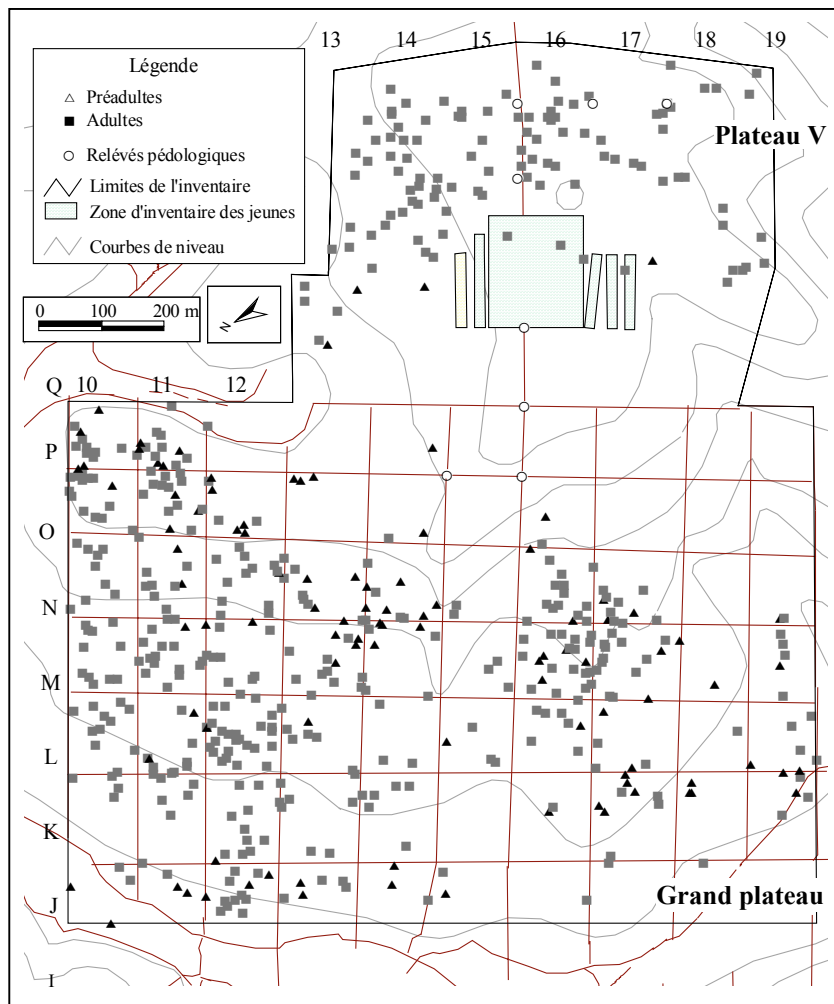 13 14 15 16 17 18 19
Légende
Préadultes
Adultes
Relévés pédologiques
Limites de l'inventaire
Zone d'inventaire des jeunes
Courbes de niveau
Plateau V
0 100 200 m
N
Q 10 11 12
P
O
N
M
L
K
J
Grand plateau
I